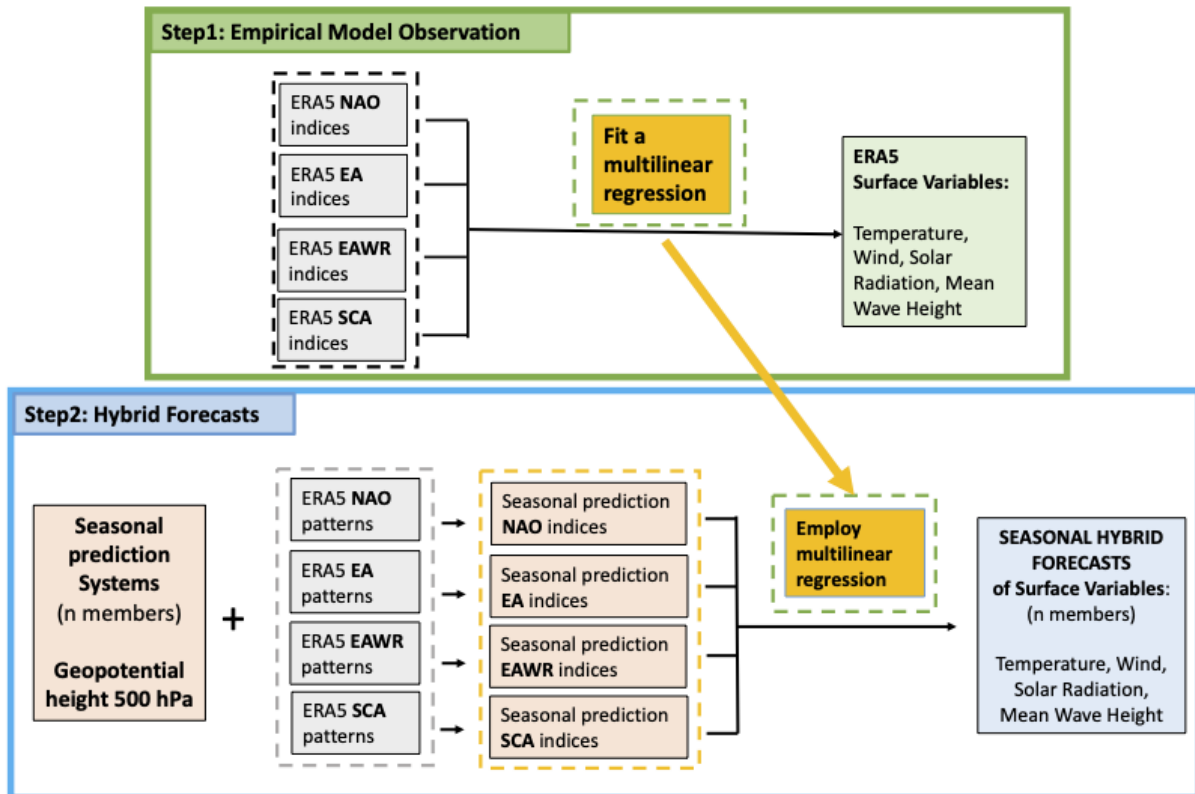 Step1: Empirical Model Observation
ERA5 NAO
indices
ERA5 EA
indices
ERA5 EAWR
indices
ERA5 SCA
indices
Fit a
multilinear
regression
ERA5
Surface Variables:
Temperature,
Wind, Solar
Radiation, Mean
Wave Height
Step2: Hybrid Forecasts
Seasonal
prediction
Systems
(n members)
Geopotential
height 500 hPa
+
ERA5 NAO
patterns
ERA5 EA
patterns
ERA5 EAWR
patterns
ERA5 SCA
patterns
Seasonal prediction
NAO indices
Seasonal prediction
EA indices
Seasonal prediction
EAWR indices
Seasonal prediction
SCA indices
Employ
multilinear
regression
SEASONAL HYBRID
FORECASTS
of Surface Variables:
(n members)
Temperature, Wind,
Solar Radiation,
Mean Wave Height